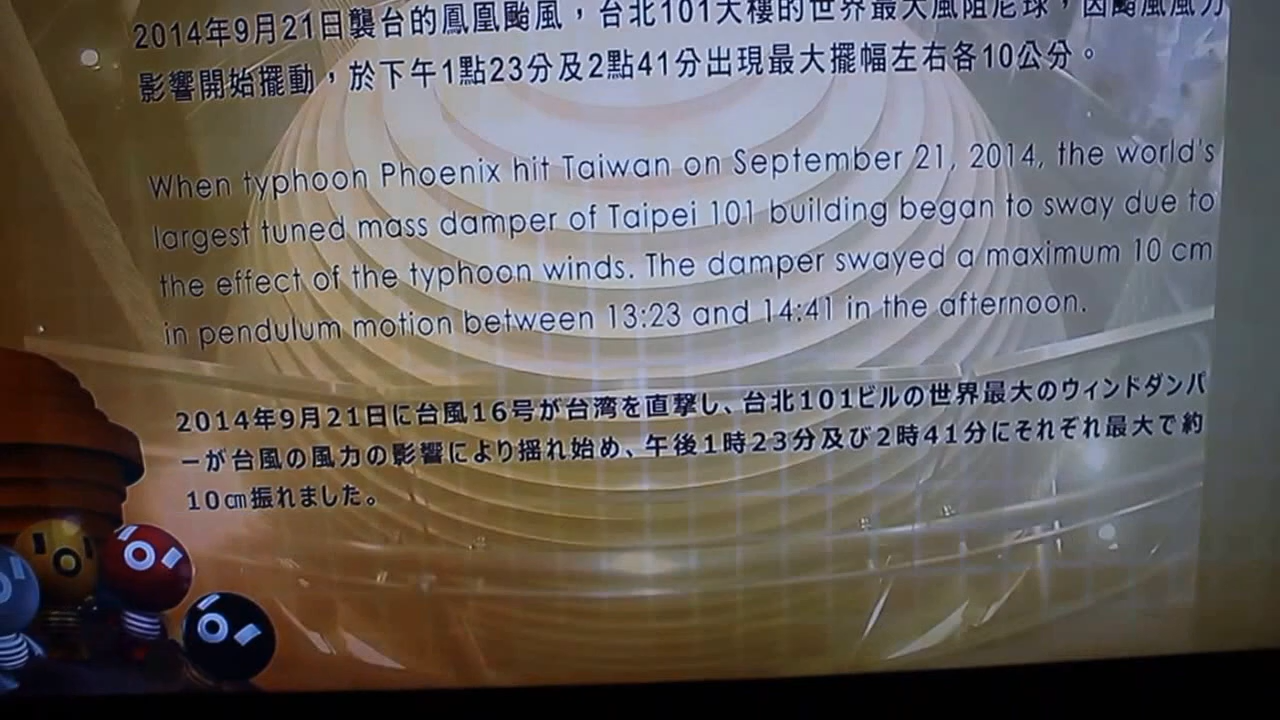 2014年9月21日襲台的鳳凰颱風，台北101大樓的世界最大風阻尼球，因颱風風力
影響開始擺動，於下午1點23分及2點41分出現最大擺幅左右各10公分。
When typhoon Phoenix hit Taiwan on September 21, 2014, the world's
largest tuned mass damper of Taipei 101 building began to sway due to
the effect of the typhoon winds. The damper swayed a maximum 10 cm
in pendulum motion between 13:23 and 14:41 in the afternoon.
2014年9月21日に台風16号が台湾を直撃し、台北101ビルの世界最大のウィンドダンパ
ーが台風の風力の影響により揺れ始め、午後1時23分及び2時41分にそれぞれ最大で約
10㎝振れました。